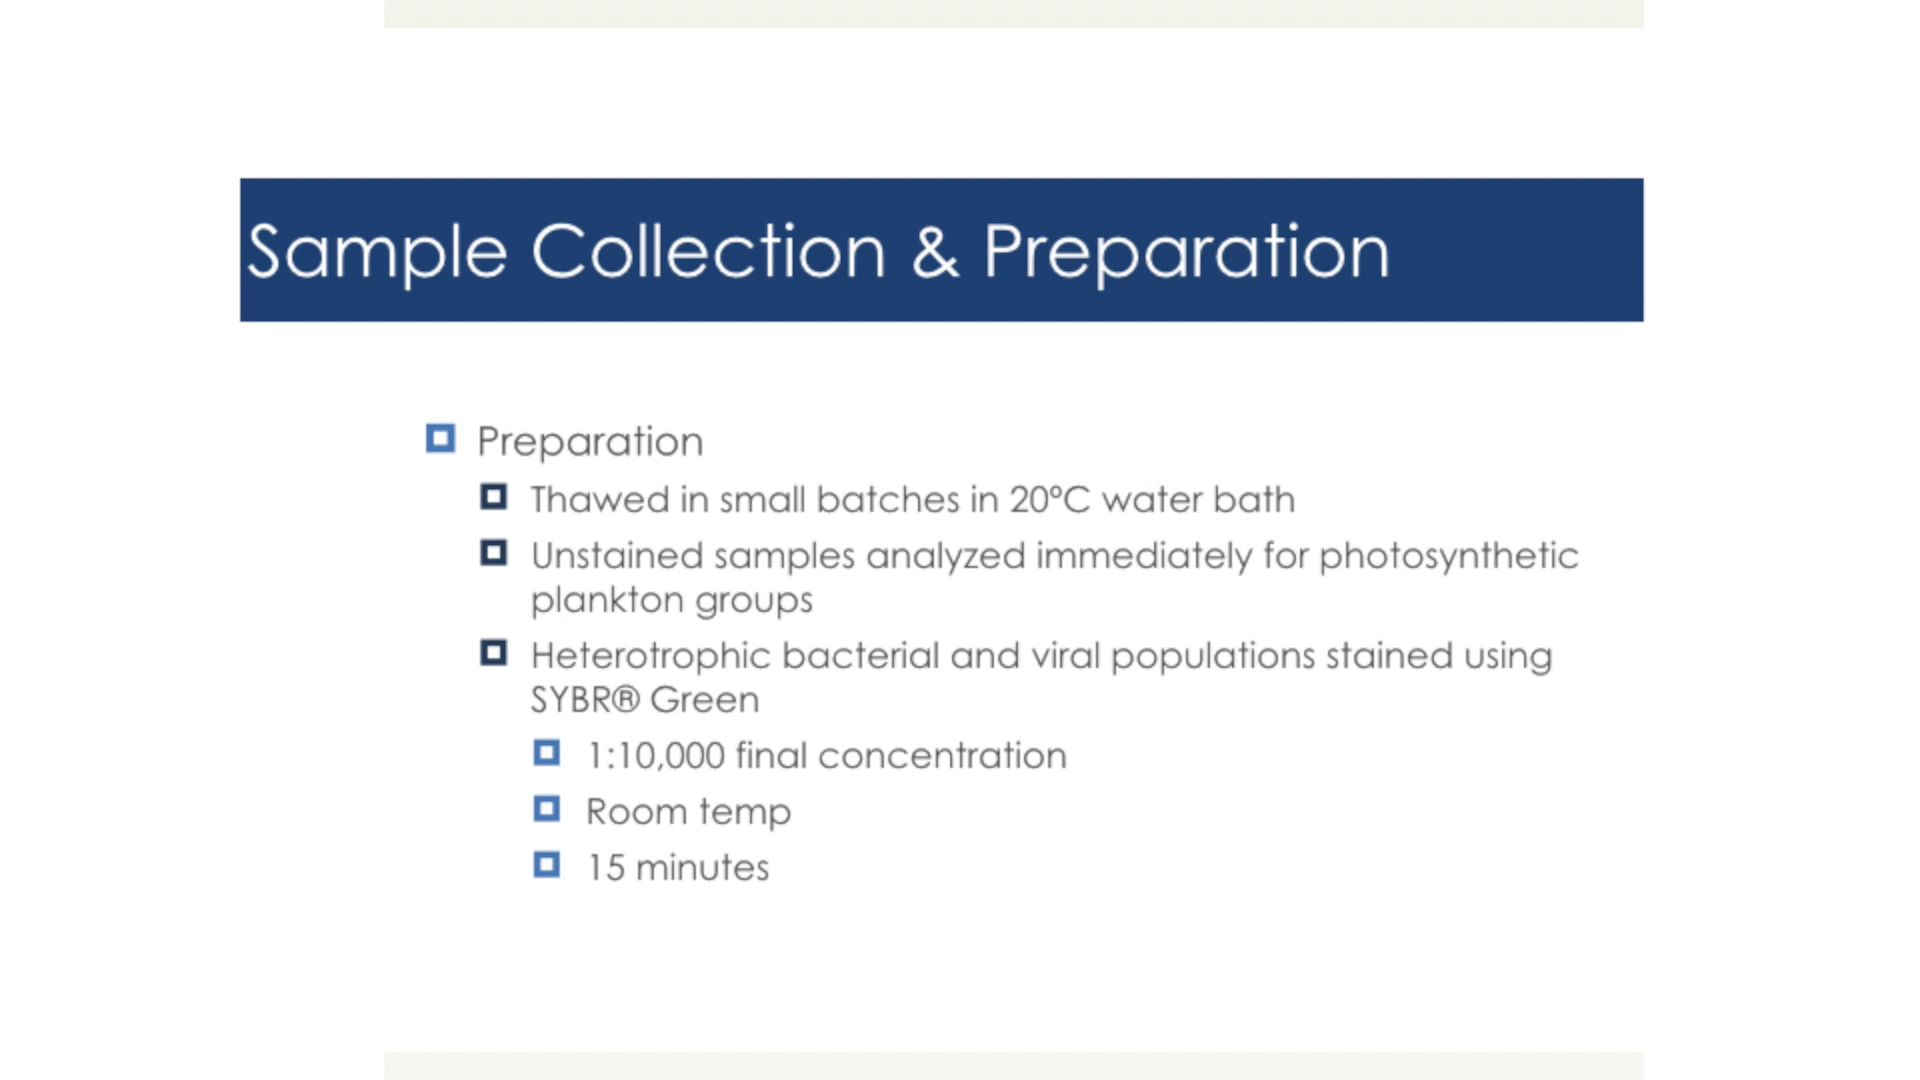 Sample Collection & Preparation
Preparation
Thawed in small batches in 20ºC water bath
Unstained samples analyzed immediately for photosynthetic
plankton groups
Heterotrophic bacterial and viral populations stained using
SYBR® Green
1:10,000 final concentration
Room temp
15 minutes